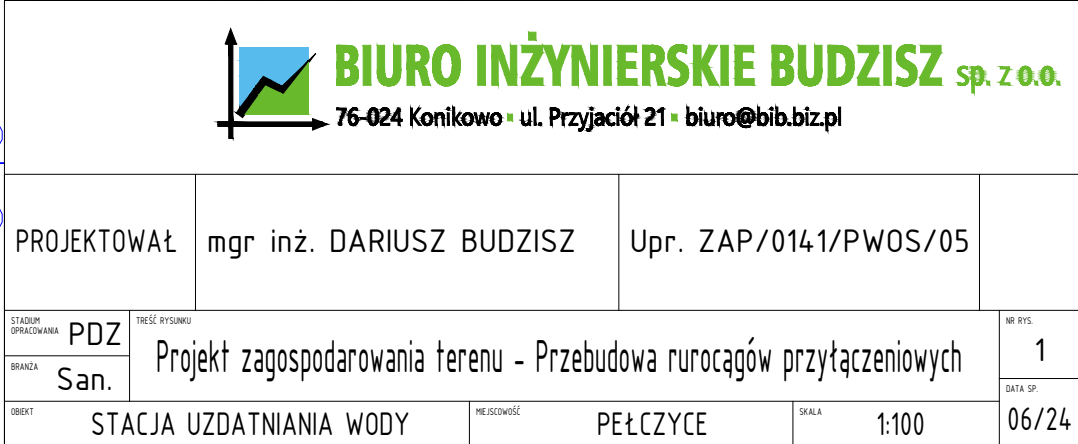 BIURO INŻYNIERSKIE BUDZISZ sp. z o.o.
76-024 Konikowo ▪ ul. Przyjaciół 21 ▪ biuro@bib.biz.pl
PROJEKTOWAŁ mgr inż. DARIUSZ BUDZISZ Upr. ZAP/0141/PWOS/05
STADIUM OPRACOWANIA PDZ
BRANŻA San.
TREŚĆ RYSUNKU
Projekt zagospodarowania terenu - Przebudowa rurocągów przyłączeniowych
NR RYS.
1
DATA SP.
06/24
OBIEKT STACJA UZDATNIANIA WODY MIEJSCOWOŚĆ PEŁCZYCE SKALA 1:100